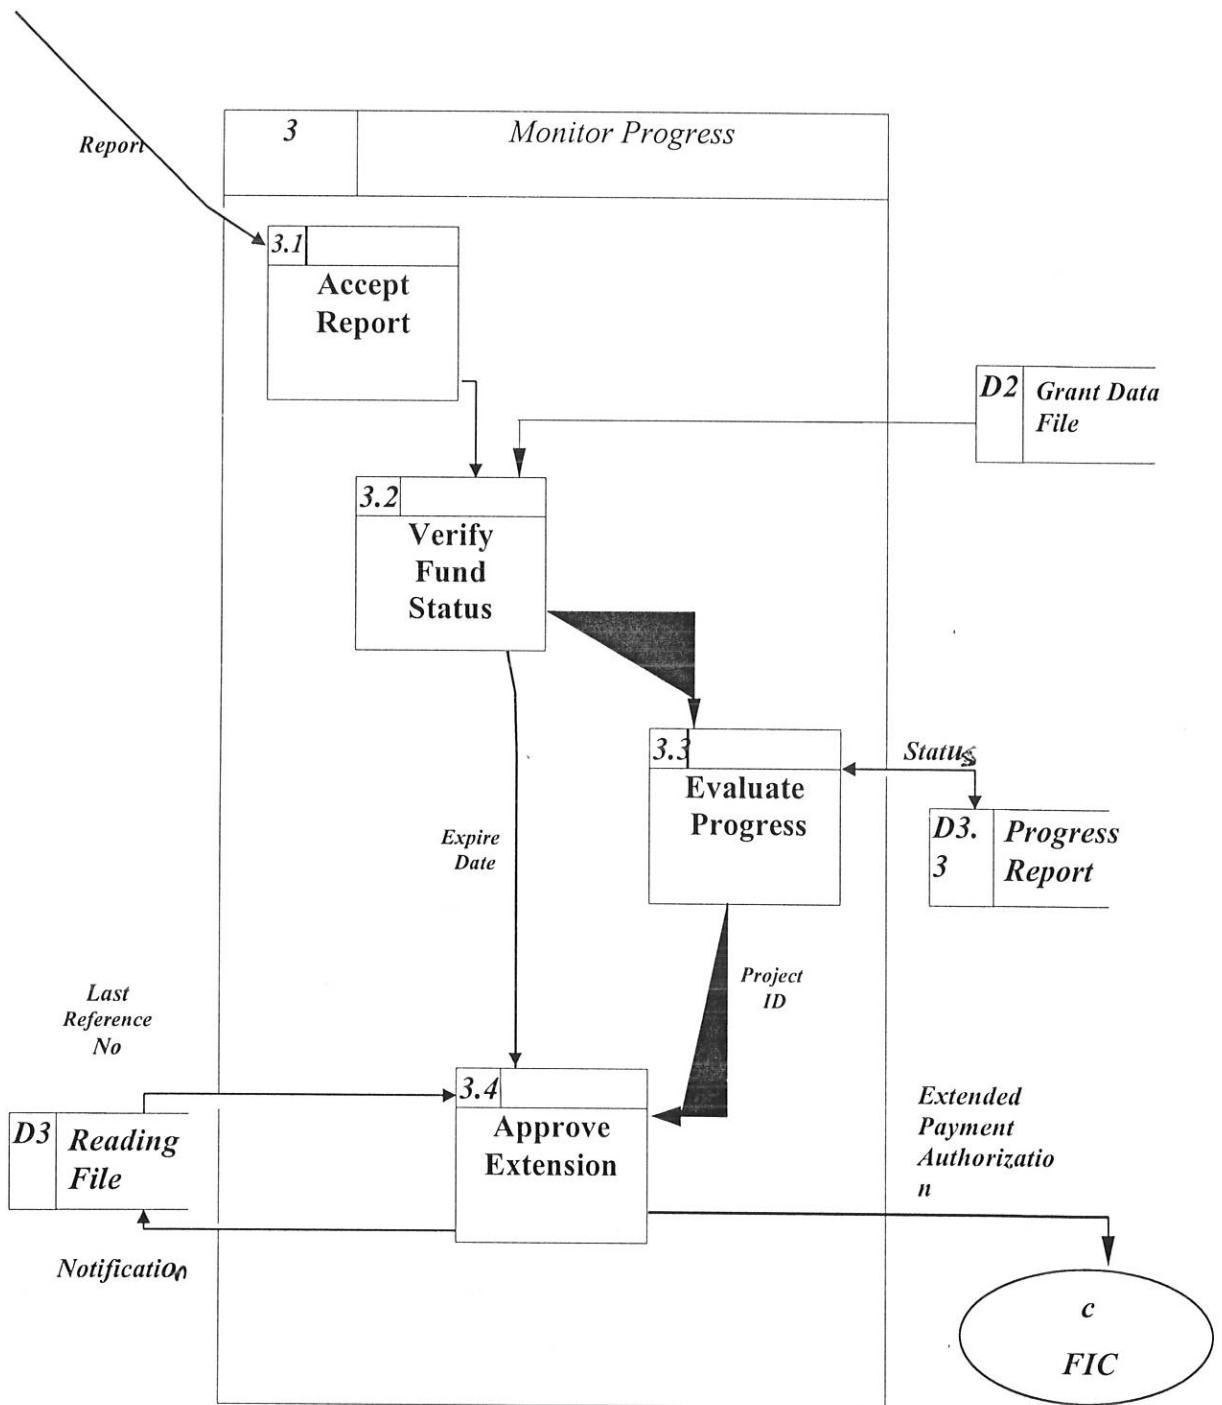 Report
3
Monitor Progress
3.1
Accept
Report
D2
Grant Data
File
3.2
Verify
Fund
Status
3.3
Evaluate
Progress
Status
D3.
3
Progress
Report
Expire
Date
Project
ID
Last
Reference
No
3.4
Approve
Extension
D3
Reading
File
Notification
Extended
Payment
Authorizatio
n
c
FIC